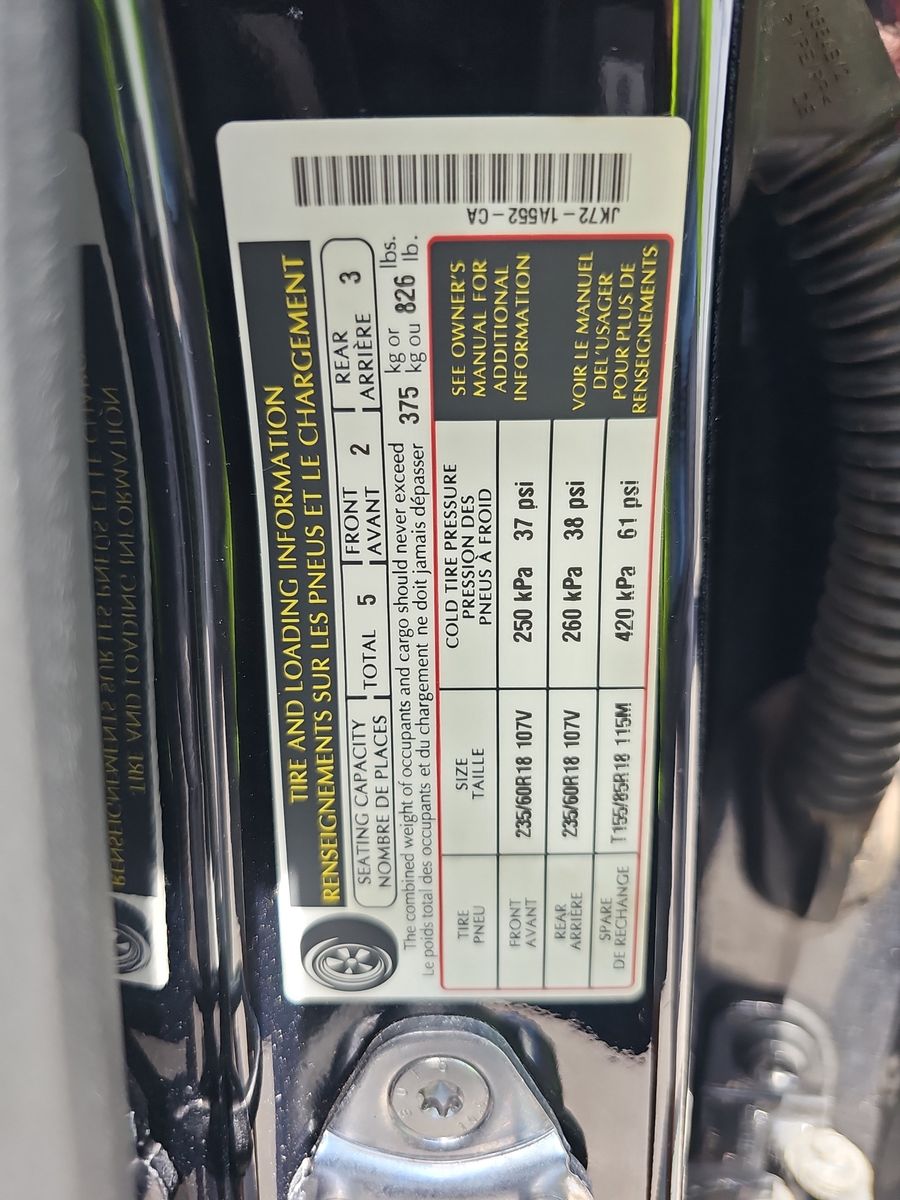 JK72-1A552-CA
TIRE AND LOADING INFORMATION
RENSEIGNEMENTS SUR LES PNEUS ET LE CHARGEMENT
SEATING CAPACITY
NOMBRE DE PLACES
TOTAL 5
FRONT
AVANT
2
REAR
ARRIÈRE
3
The combined weight of occupants and cargo should never exceed 375 kg or 826 lbs.
Le poids total des occupants et du chargement ne doit jamais dépasser 375 kg ou 826 lb.
TIRE
PNEU
SIZE
TAILLE
COLD TIRE PRESSURE
PRESSION DES
PNEUS À FROID
SEE OWNER'S
MANUAL FOR
ADDITIONAL
INFORMATION
FRONT
AVANT
235/60R18 107V
250 kPa 37 psi
REAR
ARRIÈRE
235/60R18 107V
260 kPa 38 psi
VOIR LE MANUEL
DE L'USAGER
POUR PLUS DE
RENSEIGNEMENTS
SPARE
DE RECHANGE
T155/85R18 115M
420 kPa 61 psi